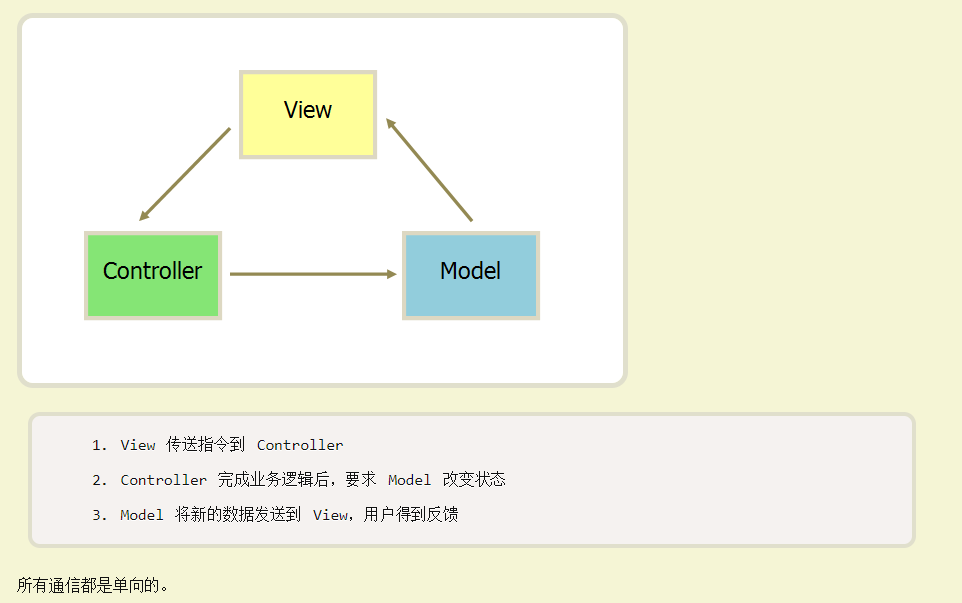 View
Controller
Model
1. View 传送指令到 Controller
2. Controller 完成业务逻辑后，要求 Model 改变状态
3. Model 将新的数据发送到 View，用户得到反馈
所有通信都是单向的。